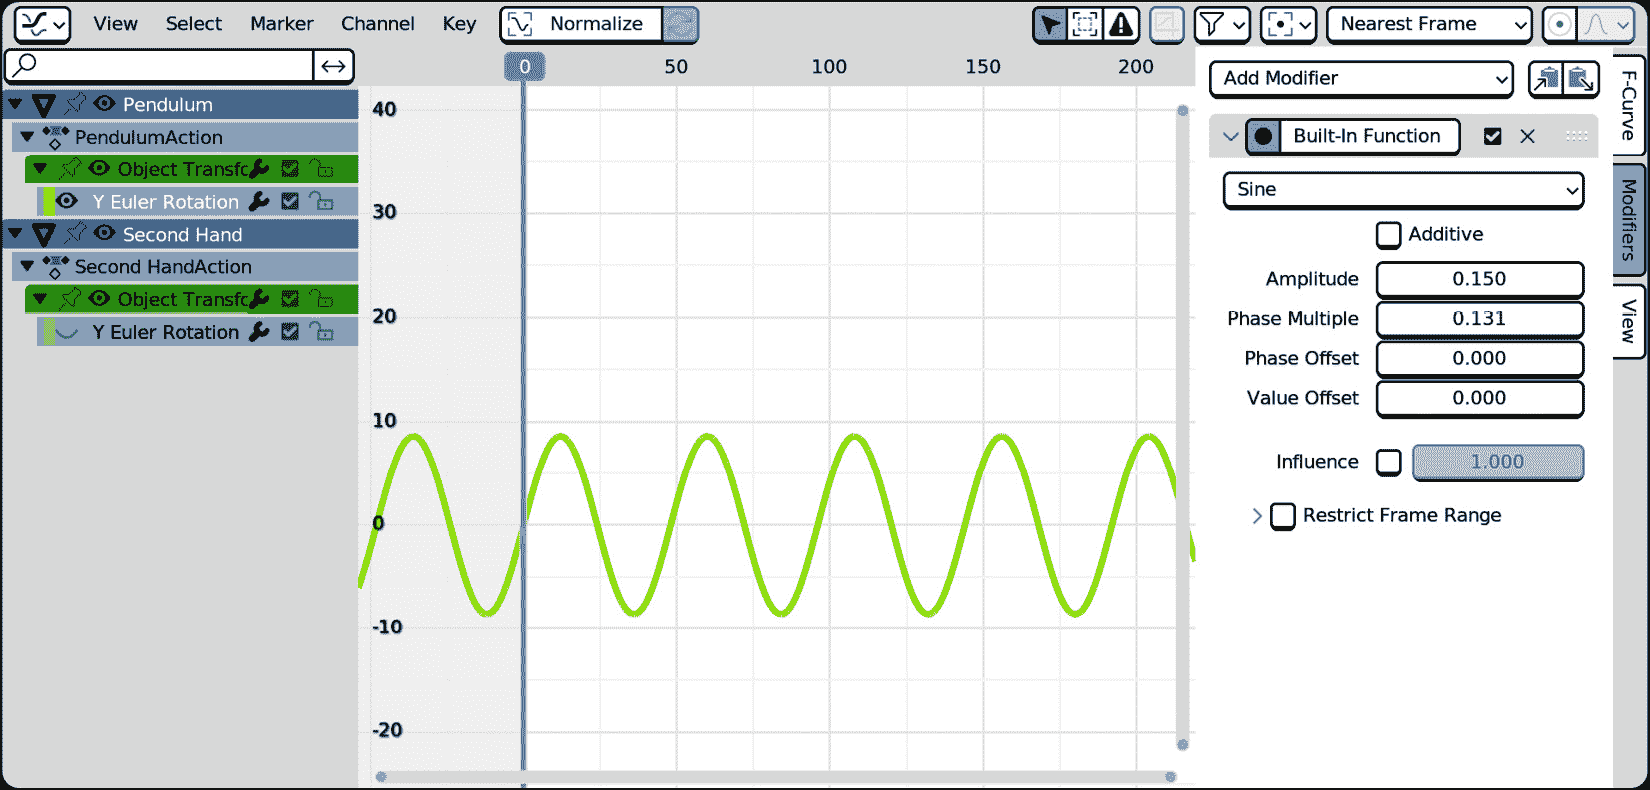 View Select Marker Channel Key Normalize Nearest Frame
0 50 100 150 200
Add Modifier
F-Curve
Pendulum
40
PendulumAction
Built-In Function
Object Transfo
Y Euler Rotation
Sine
Modifiers
30
Second Hand
Additive
Second HandAction
Amplitude 0.150
Object Transfo
Phase Multiple 0.131
20
View
Y Euler Rotation
Phase Offset 0.000
Value Offset 0.000
10
Influence 1.000
0
Restrict Frame Range
-10
-20